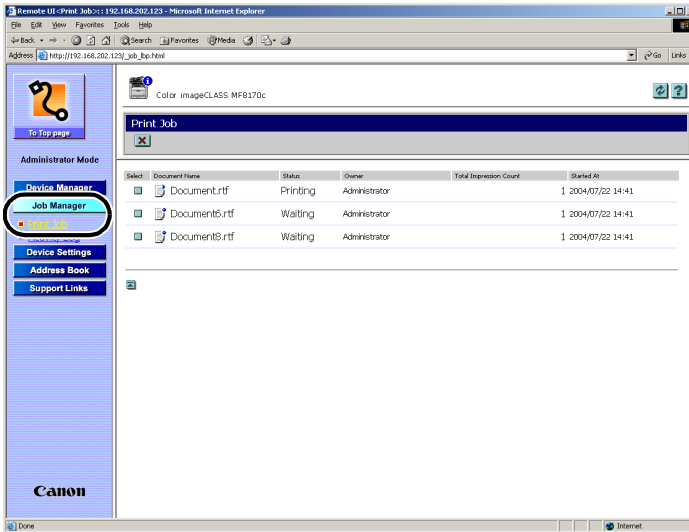 Remote UI <Print Job>: : 192.168.202.123 - Microsoft Internet Explorer
File Edit View Favorites Tools Help
Back Search Favorites Media
Address http://192.168.202.123/_job_lbp.html Go Links
To Top page
Color imageCLASS MF8170c
Print Job
Administrator Mode
Select Document Name Status Owner Total Impression Count Started At
Device Manager
Document.rtf Printing Administrator 1 2004/07/22 14:41
Job Manager
Document6.rtf Waiting Administrator 1 2004/07/22 14:41
Print Job
Document8.rtf Waiting Administrator 1 2004/07/22 14:41
Device Settings
Address Book
Support Links
Canon
Done Internet